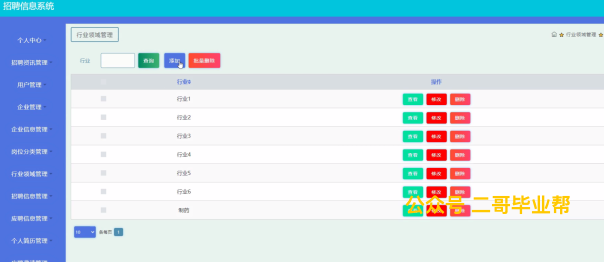 招聘信息系统
个人中心
招聘资讯管理
用户管理
企业管理
企业信息管理
岗位分类管理
行业领域管理
招聘信息管理
应聘信息管理
个人简历管理
行业领域管理
行业领域管理
行业
查询
添加
批量删除
行业
操作
行业1
查看 修改 删除
行业2
查看 修改 删除
行业3
查看 修改 删除
行业4
查看 修改 删除
行业5
查看 修改 删除
行业6
查看 修改 删除
制药
查看 修改 删除
公众号 二哥毕业帮
10
条每页
1